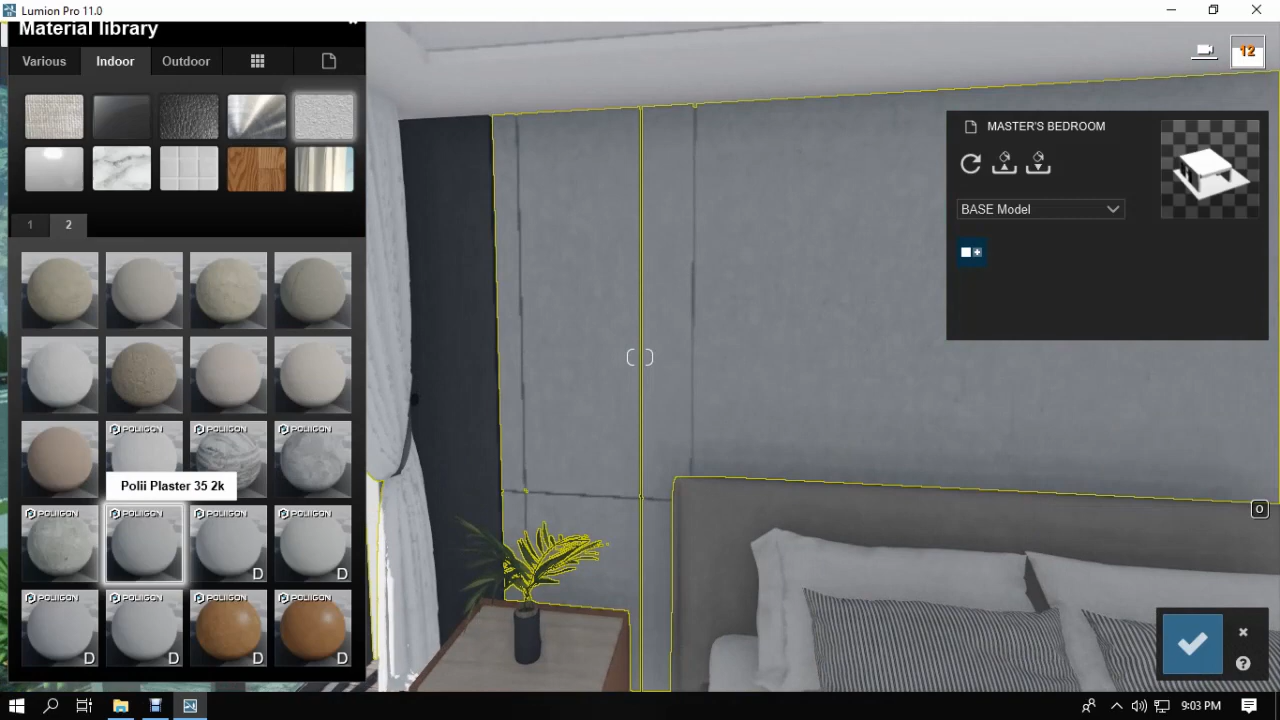 Lumion Pro 11.0
Material library
Various
Indoor
Outdoor
12
MASTER'S BEDROOM
BASE Model
1
2
POLIIGON
POLIIGON
POLIIGON
Polii Plaster 35 2k
POLIIGON
POLIIGON
POLIIGON
D
POLIIGON
D
O
POLIIGON
D
POLIIGON
D
POLIIGON
D
POLIIGON
D
?
9:03 PM